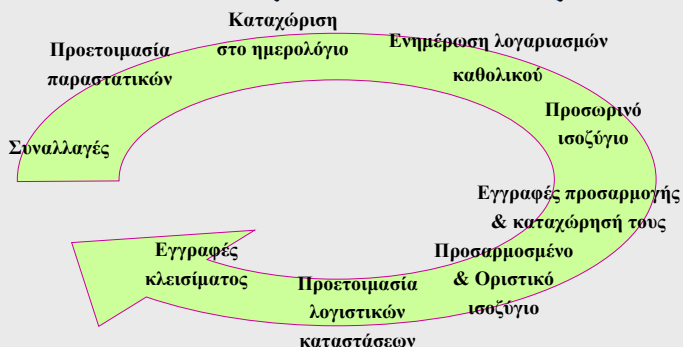 Συναλλαγές
Προετοιμασία
παραστατικών
Καταχώριση
στο ημερολόγιο
Ενημέρωση λογαριασμών
καθολικού
Προσωρινό
ισοζύγιο
Εγγραφές προσαρμογής
& καταχώρησή τους
Προσαρμοσμένο
& Οριστικό
ισοζύγιο
Προετοιμασία
λογιστικών
καταστάσεων
Εγγραφές
κλεισίματος